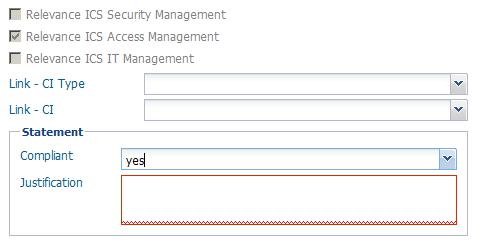 Relevance ICS Security Management
Relevance ICS Access Management
Relevance ICS IT Management
Link - CI Type
Link - CI
Statement
Compliant yes
Justification